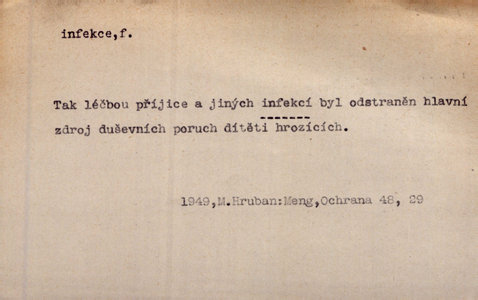 infekce,f.
Tak léčbou příjice a jiných infekcí byl odstraněn hlavní
zdroj duševních poruch dítěti hrozících.
1949,M.Hruban:Meng,Ochrana 48, 29